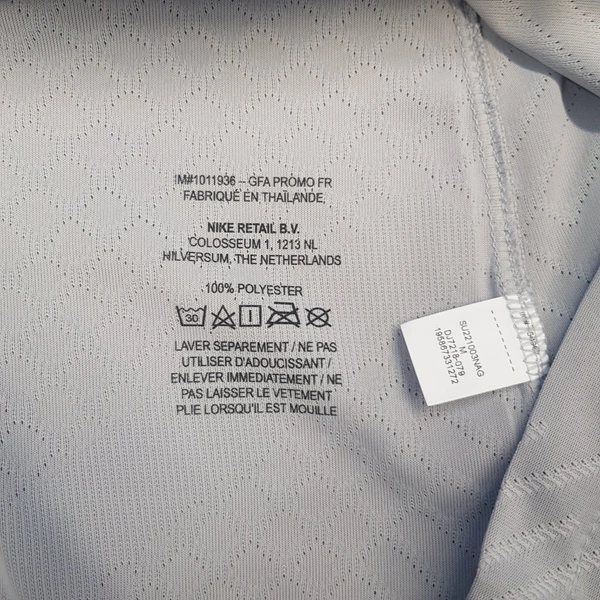 IM#1011936 – GFA PROMO FR
FABRIQUÉ EN THAÏLANDE,
NIKE RETAIL B.V.
COLOSSEUM 1, 1213 NL
HILVERSUM, THE NETHERLANDS
100% POLYESTER
30
LAVER SEPAREMENT / NE PAS
UTILISER D'ADOUCISSANT /
ENLEVER IMMEDIATEMENT / NE
PAS LAISSER LE VETEMENT
PLIE LORSQU'IL EST MOUILLE
SU221003NAG
M
DJ7218-079
195867331272